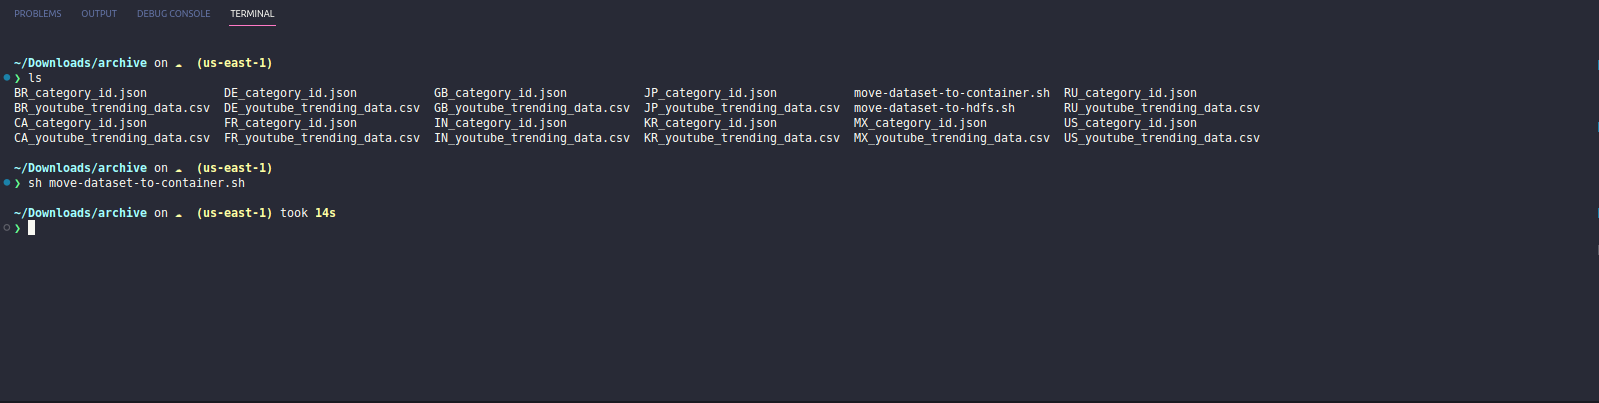 PROBLEMS OUTPUT DEBUG CONSOLE TERMINAL
~/Downloads/archive on ☁ (us-east-1)
❯ ls
BR_category_id.json DE_category_id.json GB_category_id.json JP_category_id.json move-dataset-to-container.sh RU_category_id.json
BR_youtube_trending_data.csv DE_youtube_trending_data.csv GB_youtube_trending_data.csv JP_youtube_trending_data.csv move-dataset-to-hdfs.sh RU_youtube_trending_data.csv
CA_category_id.json FR_category_id.json IN_category_id.json KR_category_id.json MX_category_id.json US_category_id.json
CA_youtube_trending_data.csv FR_youtube_trending_data.csv IN_youtube_trending_data.csv KR_youtube_trending_data.csv MX_youtube_trending_data.csv US_youtube_trending_data.csv
~/Downloads/archive on ☁ (us-east-1)
❯ sh move-dataset-to-container.sh
~/Downloads/archive on ☁ (us-east-1) took 14s
❯